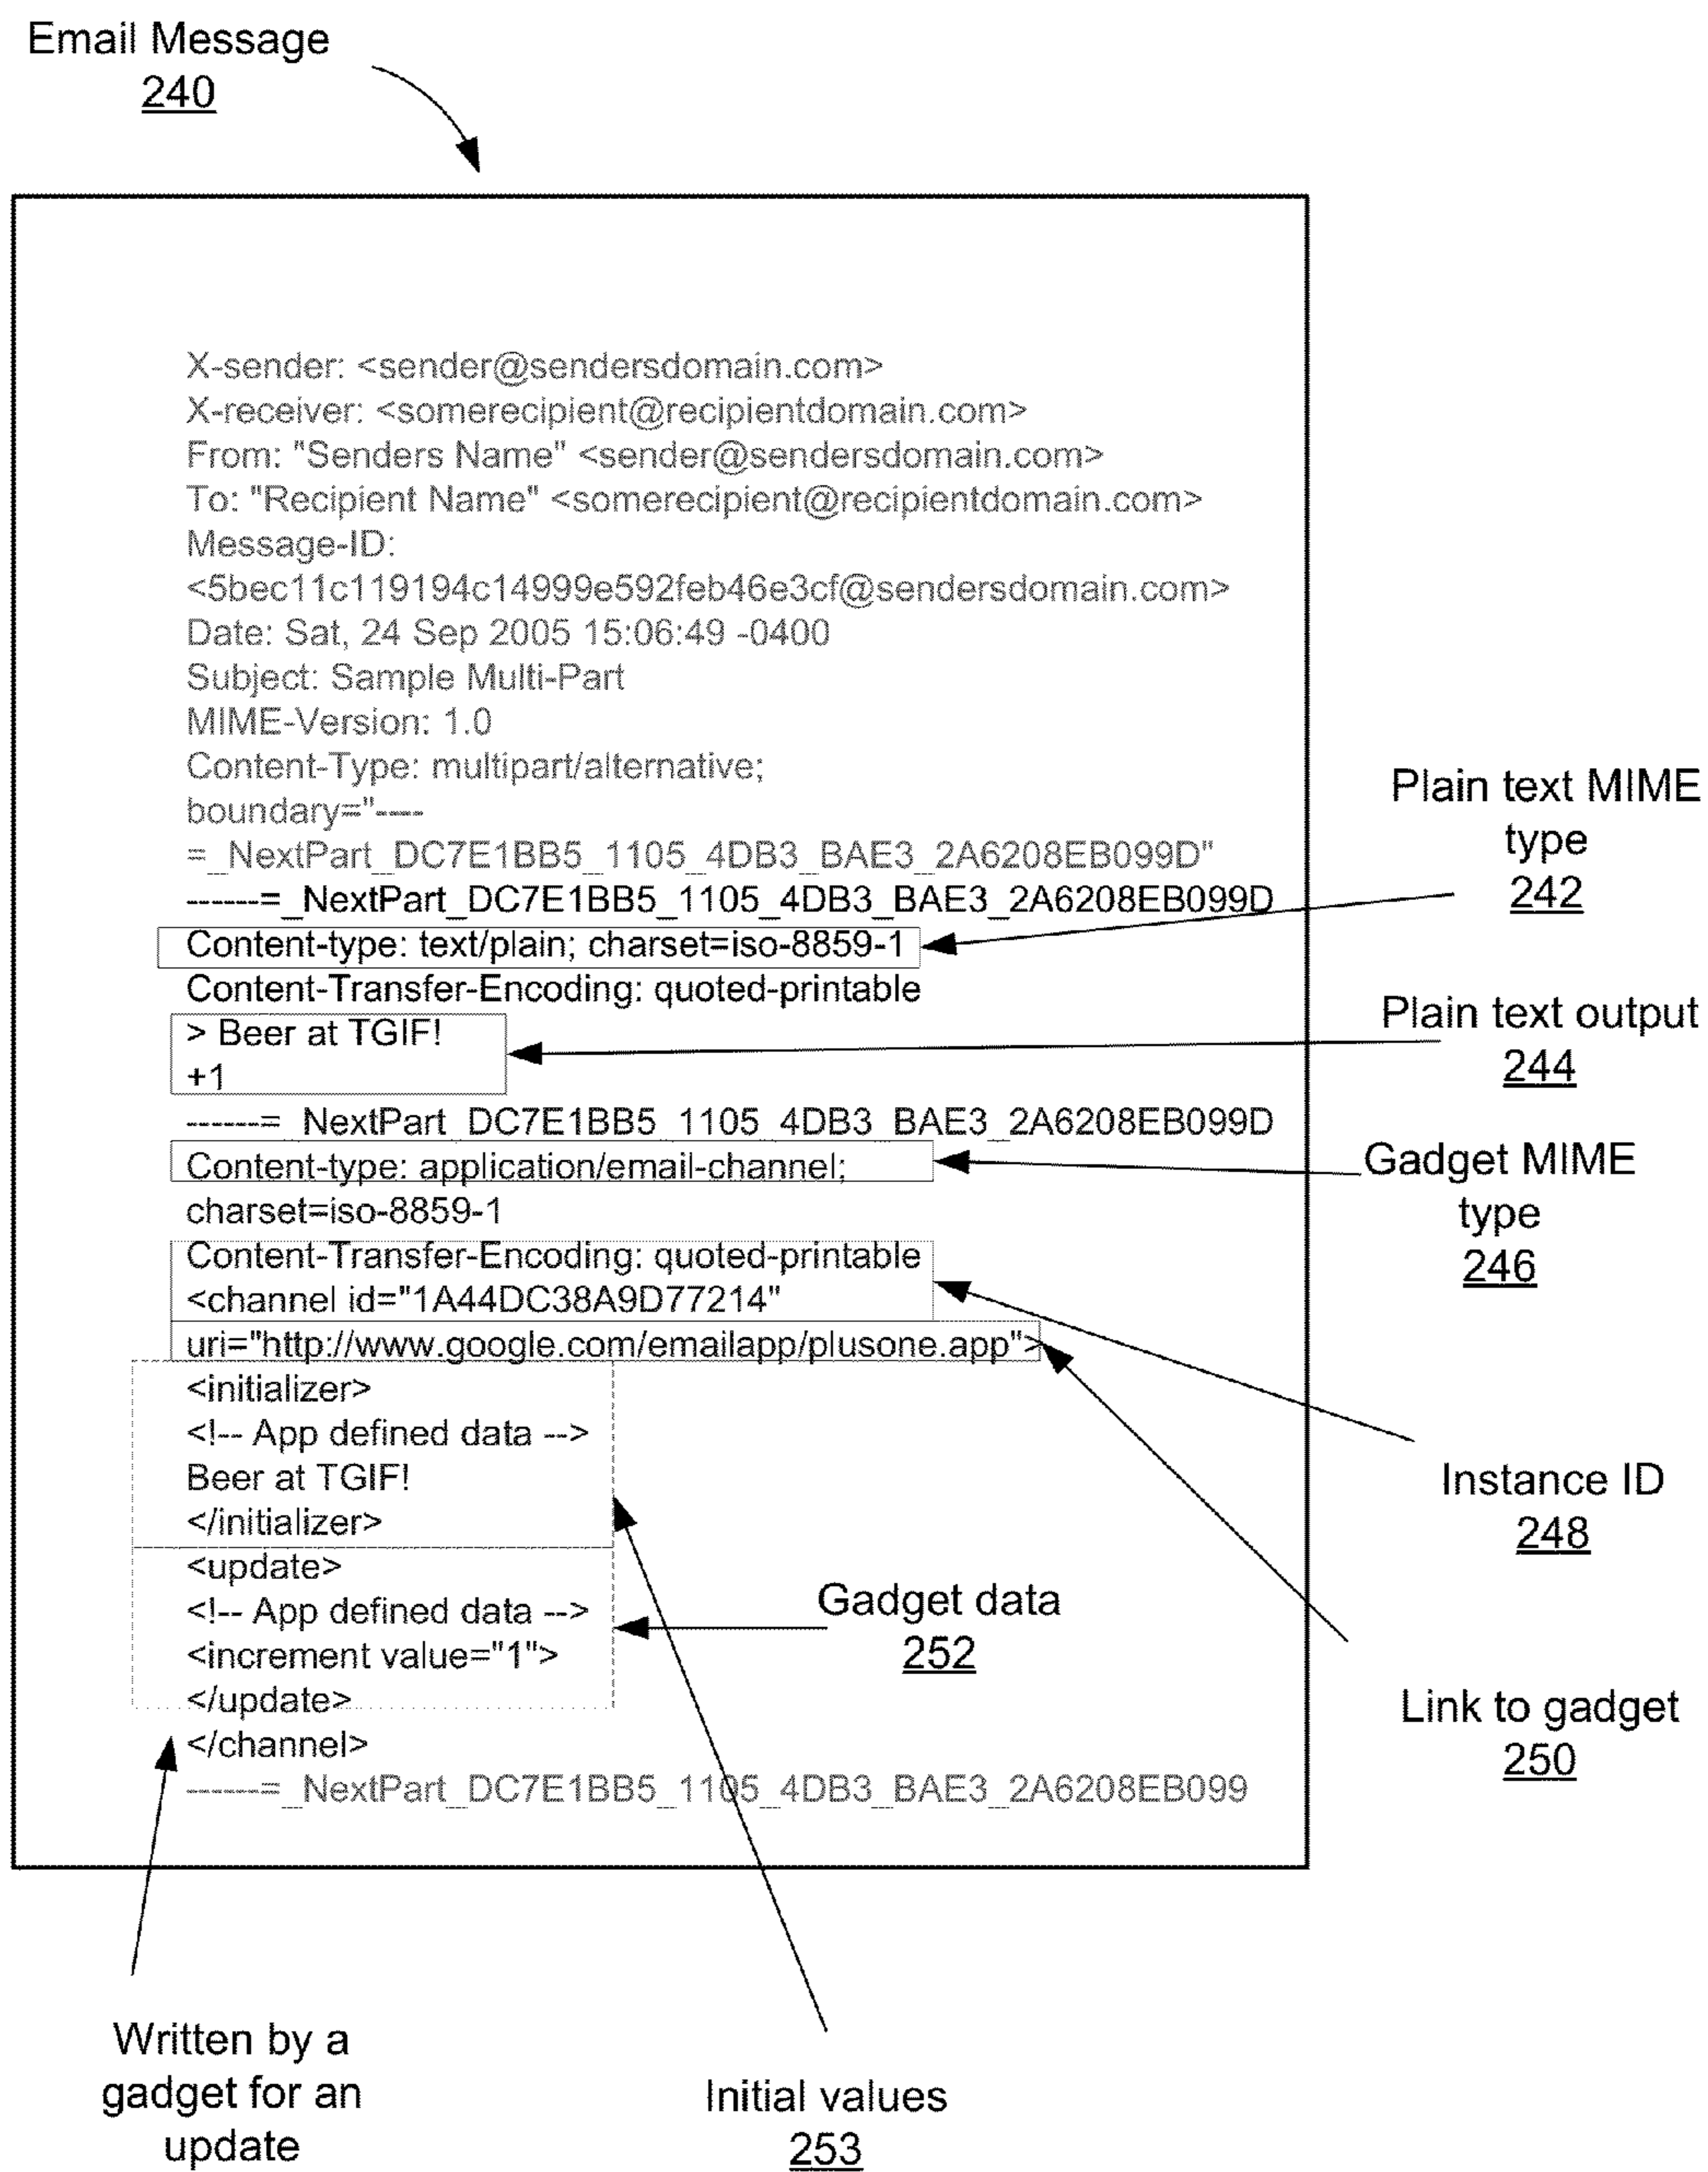 Email Message
240
X-sender: <sender@sendersdomain.com>
X-receiver: <somerecipient@recipientdomain.com>
From: "Senders Name" <sender@sendersdomain.com>
To: "Recipient Name" <somerecipient@recipientdomain.com>
Message-ID:
<5bec11c119194c14999e592feb46e3cf@sendersdomain.com>
Date: Sat, 24 Sep 2005 15:06:49 -0400
Subject: Sample Multi-Part
MIME-Version: 1.0
Content-Type: multipart/alternative;
boundary="----
=_NextPart_DC7E1BB5_1105_4DB3_BAE3_2A6208EB099D"
------=_NextPart_DC7E1BB5_1105_4DB3_BAE3_2A6208EB099D
Content-type: text/plain; charset=iso-8859-1
Content-Transfer-Encoding: quoted-printable
> Beer at TGIF!
+1
------=_NextPart_DC7E1BB5_1105_4DB3_BAE3_2A6208EB099D
Content-type: application/email-channel;
charset=iso-8859-1
Content-Transfer-Encoding: quoted-printable
<channel id="1A44DC38A9D77214"
uri="http://www.google.com/emailapp/plusone.app">
<initializer>
<!-- App defined data -->
Beer at TGIF!
</initializer>
<update>
<!-- App defined data -->
<increment value="1">
</update>
</channel>
------=_NextPart_DC7E1BB5_1105_4DB3_BAE3_2A6208EB099
Plain text MIME
type
242
Plain text output
244
Gadget MIME
type
246
Instance ID
248
Gadget data
252
Link to gadget
250
Written by a
gadget for an
update
Initial values
253